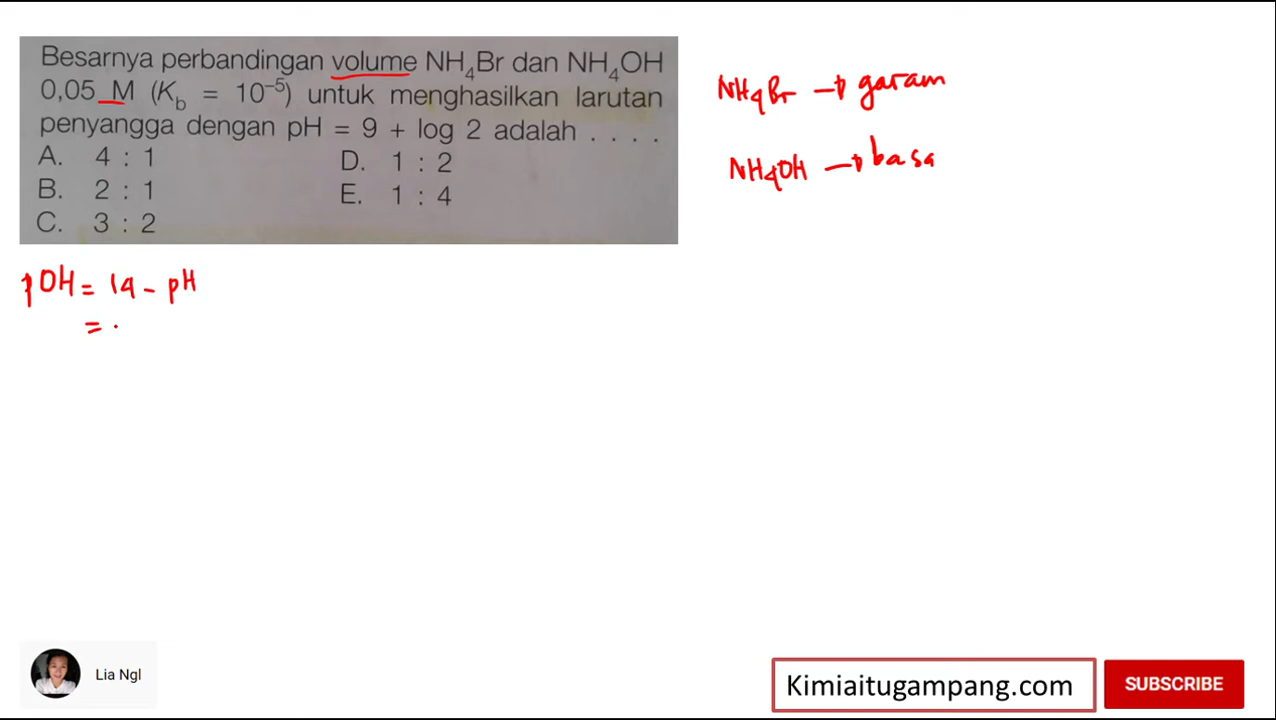 Besarnya perbandingan volume NH₄Br dan NH₄OH
0,05 M (K_b = 10⁻⁵) untuk menghasilkan larutan
penyangga dengan pH = 9 + log 2 adalah . . . .
A. 4 : 1
B. 2 : 1
C. 3 : 2
D. 1 : 2
E. 1 : 4
NH4Br → garam
NH4OH → basa
pOH = 14 - pH
= .
Lia Ngl
Kimiaitugampang.com
SUBSCRIBE